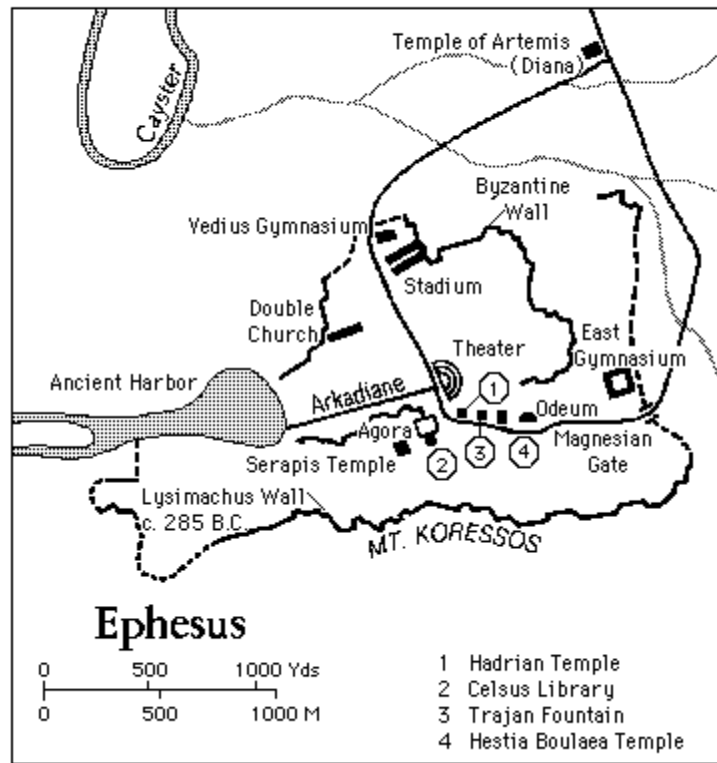 Temple of Artemis
(Diana)
Cayster
Byzantine
Wall
Vedius Gymnasium
Stadium
Double
Church
East
Gymnasium
Theater
Ancient Harbor
Arkadiane
1
Odeum
Agora
3
4
Magnesian
Gate
2
Serapis Temple
Lysimachus Wall
c. 285 B.C.
MT. KORESSOS
Ephesus
0 500 1000 Yds
0 500 1000 M
1 Hadrian Temple
2 Celsus Library
3 Trajan Fountain
4 Hestia Boulaea Temple